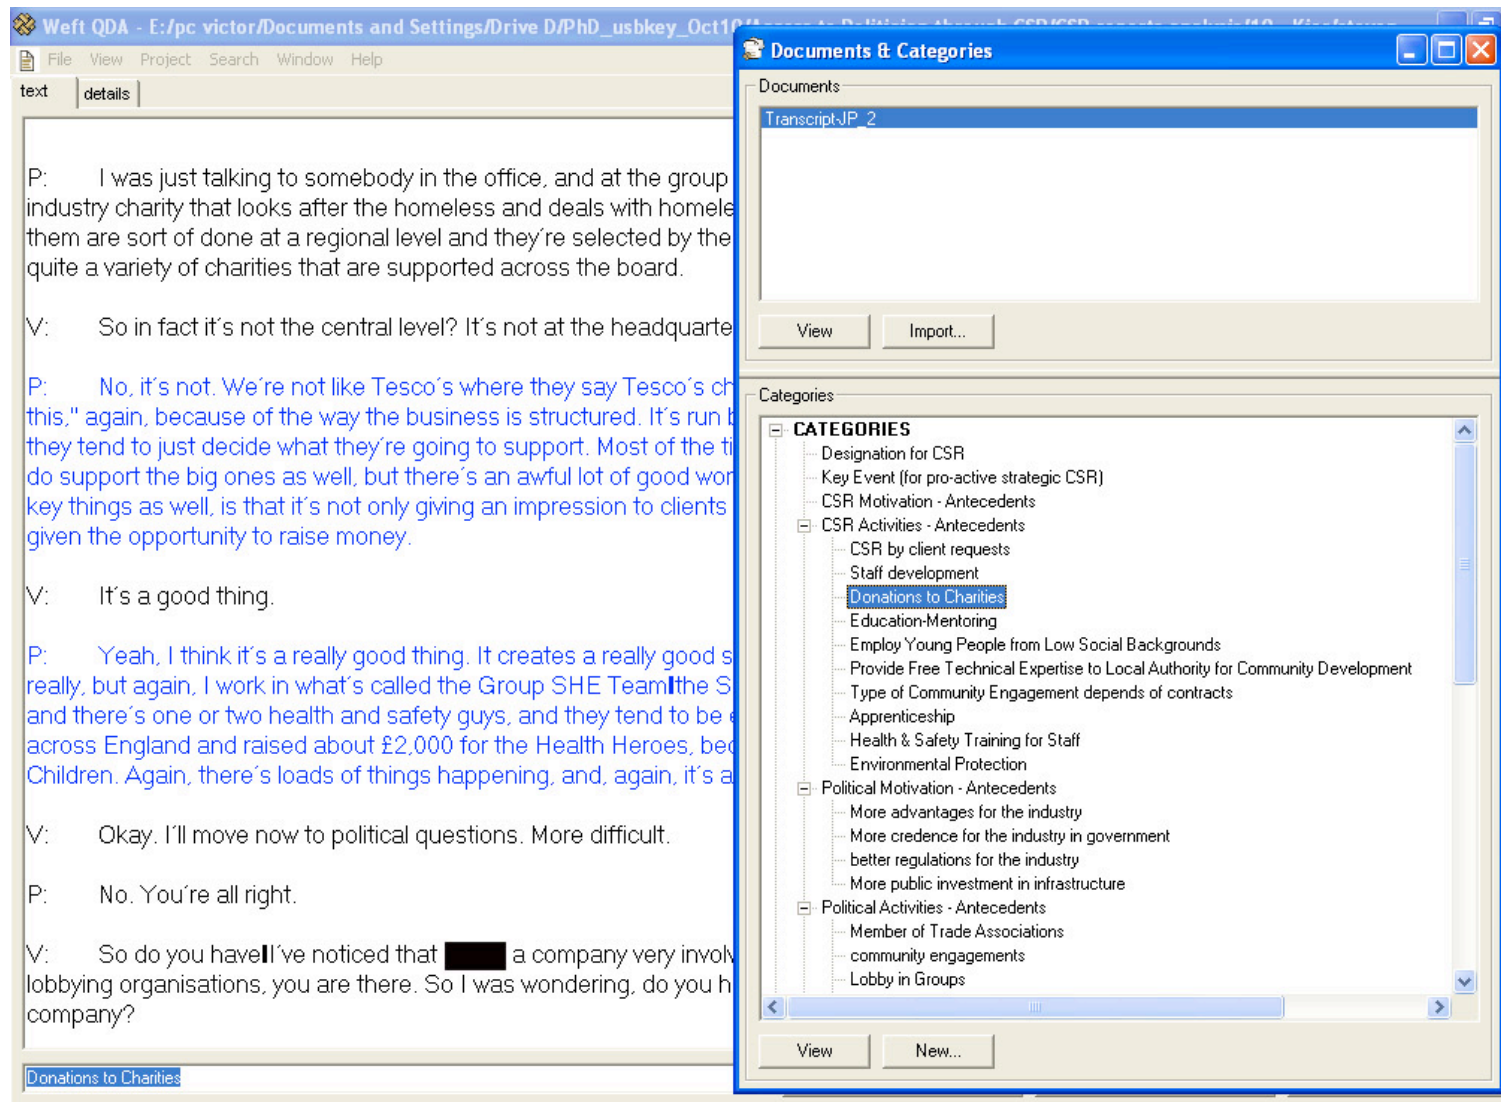 Weft QDA - E:/pc victor/Documents and Settings/Drive D/PhD_usbkey_Oct10
File View Project Search Window Help
text details
P: I was just talking to somebody in the office, and at the group
industry charity that looks after the homeless and deals with homele
them are sort of done at a regional level and they´re selected by the
quite a variety of charities that are supported across the board.
V: So in fact it´s not the central level? It´s not at the headquarte
P: No, it´s not. We´re not like Tesco´s where they say Tesco´s ch
this," again, because of the way the business is structured. It´s run b
they tend to just decide what they´re going to support. Most of the ti
do support the big ones as well, but there´s an awful lot of good wor
key things as well, is that it´s not only giving an impression to clients
given the opportunity to raise money.
V: It´s a good thing.
P: Yeah, I think it´s a really good thing. It creates a really good s
really, but again, I work in what´s called the Group SHE Team the S
and there´s one or two health and safety guys, and they tend to be e
across England and raised about £2,000 for the Health Heroes, bec
Children. Again, there´s loads of things happening, and, again, it´s a
V: Okay. I´ll move now to political questions. More difficult.
P: No. You´re all right.
V: So do you have I´ve noticed that a company very involv
lobbying organisations, you are there. So I was wondering, do you h
company?
Donations to Charities
Documents & Categories
Documents
Transcript-JP_2
View Import...
Categories
CATEGORIES
Designation for CSR
Key Event (for pro-active strategic CSR)
CSR Motivation - Antecedents
CSR Activities - Antecedents
CSR by client requests
Staff development
Donations to Charities
Education-Mentoring
Employ Young People from Low Social Backgrounds
Provide Free Technical Expertise to Local Authority for Community Development
Type of Community Engagement depends of contracts
Apprenticeship
Health & Safety Training for Staff
Environmental Protection
Political Motivation - Antecedents
More advantages for the industry
More credence for the industry in government
better regulations for the industry
More public investment in infrastructure
Political Activities - Antecedents
Member of Trade Associations
community engagements
Lobby in Groups
View New...